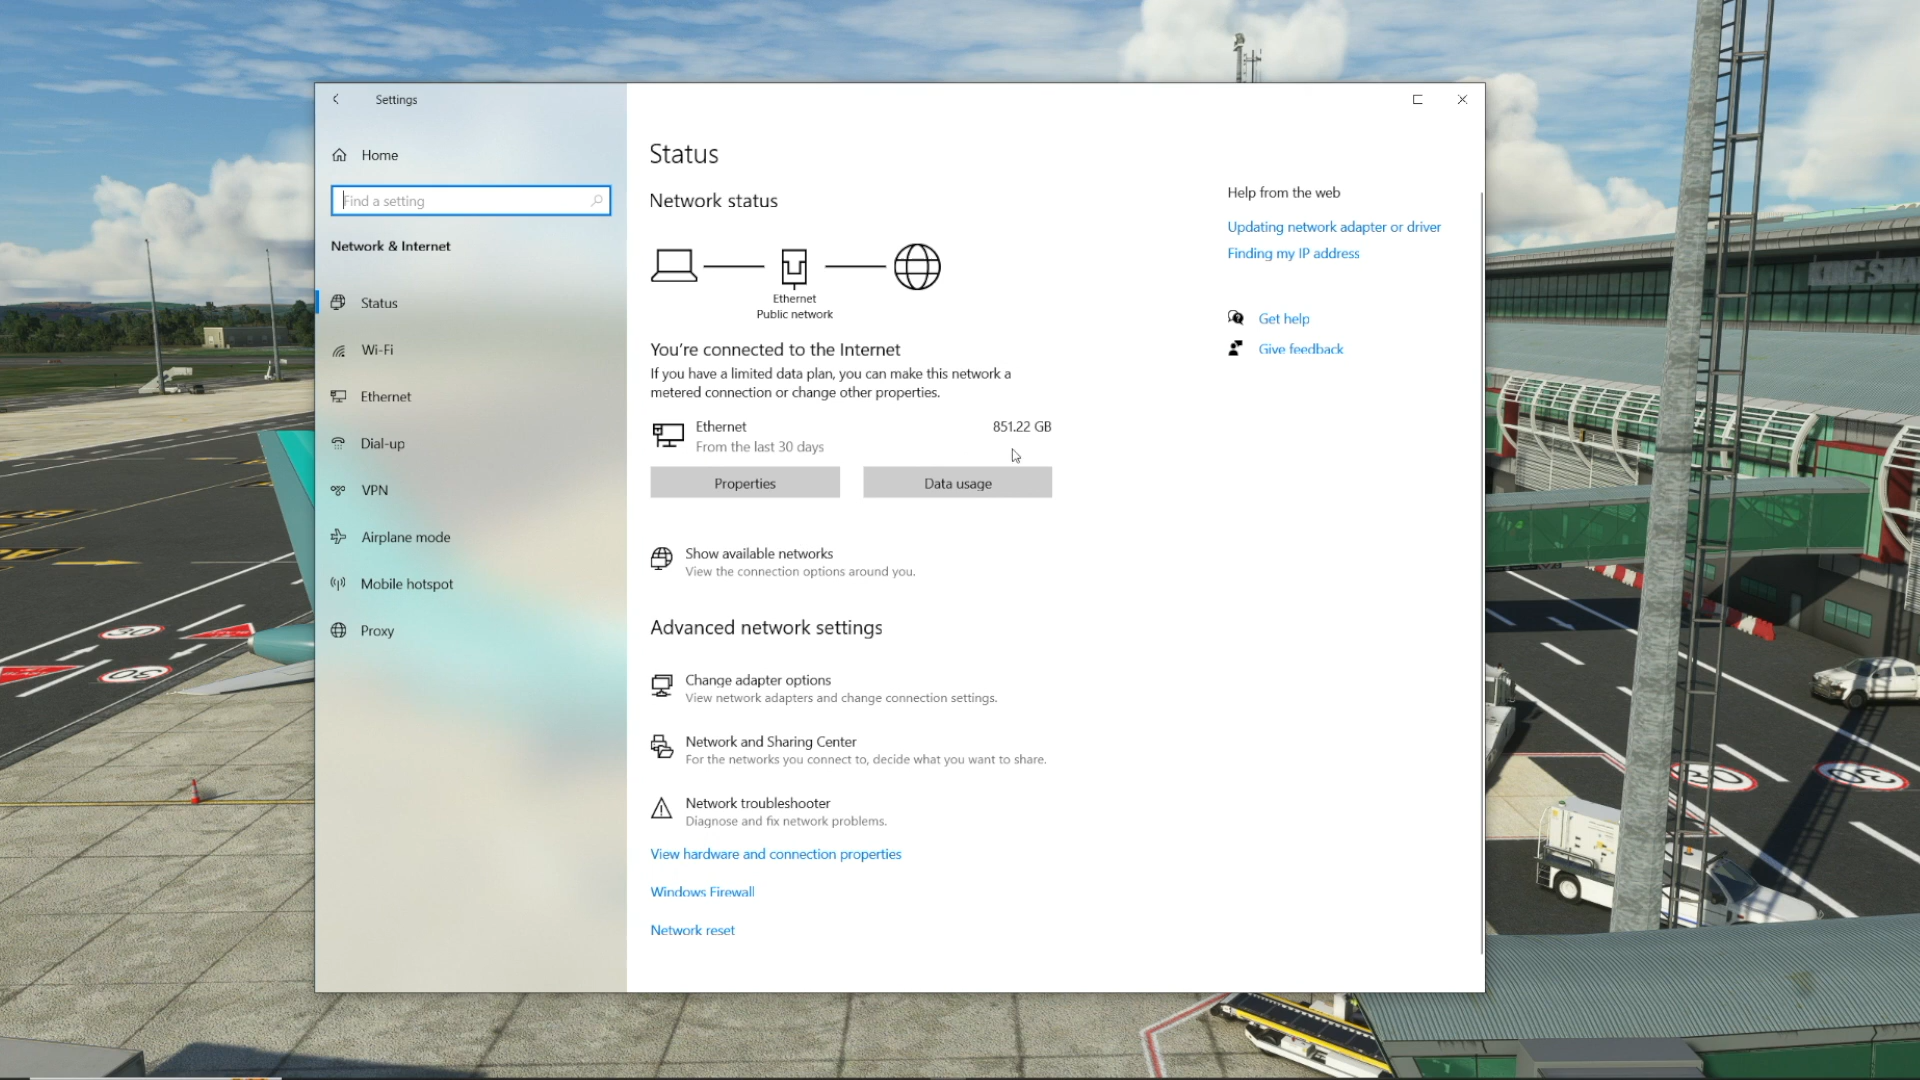 Settings
Home
Find a setting
Network & Internet
Status
Wi-Fi
Ethernet
Dial-up
VPN
Airplane mode
Mobile hotspot
Proxy
Status
Network status
Ethernet
Public network
You're connected to the Internet
If you have a limited data plan, you can make this network a
metered connection or change other properties.
Ethernet
851.22 GB
From the last 30 days
Properties
Data usage
Show available networks
View the connection options around you.
Advanced network settings
Change adapter options
View network adapters and change connection settings.
Network and Sharing Center
For the networks you connect to, decide what you want to share.
Network troubleshooter
Diagnose and fix network problems.
View hardware and connection properties
Windows Firewall
Network reset
Help from the web
Updating network adapter or driver
Finding my IP address
Get help
Give feedback
30